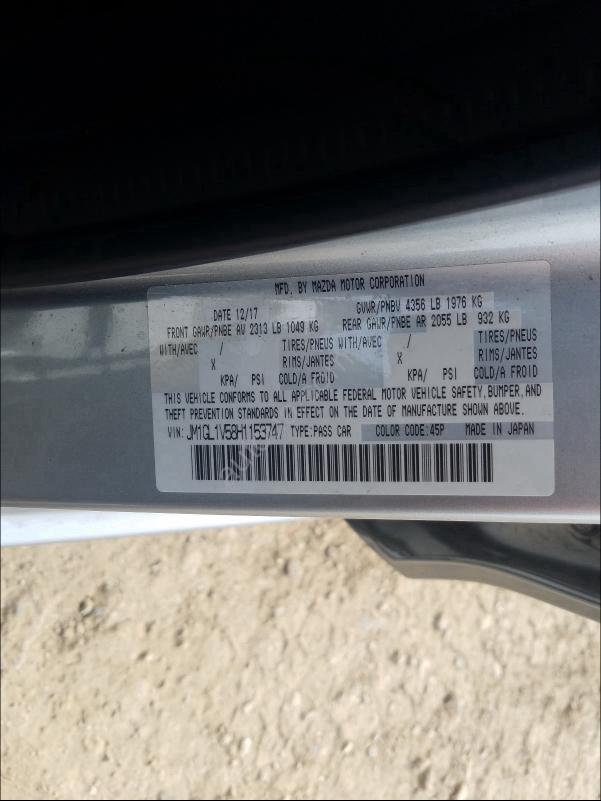 MFD. BY MAZDA MOTOR CORPORATION
DATE 12/17 GVWR/PNBV 4356 LB 1976 KG
FRONT GAWR/PNBE AV 2313 LB 1049 KG REAR GAWR/PNBE AR 2055 LB 932 KG
WITH/AVEC / TIRES/PNEUS WITH/AVEC / TIRES/PNEUS
X RIMS/JANTES X RIMS/JANTES
KPA/ PSI COLD/A FROID KPA/ PSI COLD/A FROID
THIS VEHICLE CONFORMS TO ALL APPLICABLE FEDERAL MOTOR VEHICLE SAFETY, BUMPER, AND
THEFT PREVENTION STANDARDS IN EFFECT ON THE DATE OF MANUFACTURE SHOWN ABOVE.
VIN: JM1GL1V58H1153747 TYPE:PASS CAR COLOR CODE:45P MADE IN JAPAN